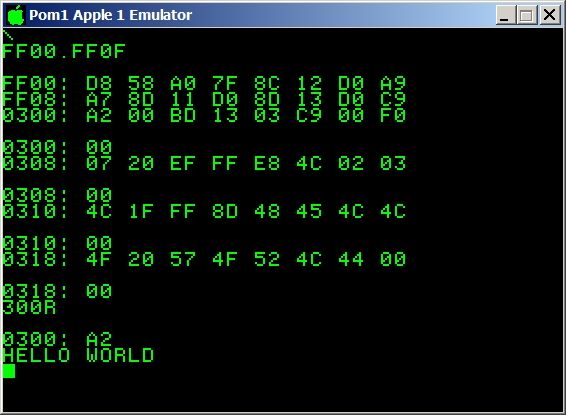 Pom1 Apple 1 Emulator
\
FF00.FF0F
FF00: D8 58 A0 7F 8C 12 D0 A9
FF08: A7 8D 11 D0 8D 13 D0 C9
0300: A2 00 BD 13 03 C9 00 F0
0300: 00
0308: 07 20 EF FF E8 4C 02 03
0308: 00
0310: 4C 1F FF 8D 48 45 4C 4C
0310: 00
0318: 4F 20 57 4F 52 4C 44 00
0318: 00
300R
0300: A2
HELLO WORLD